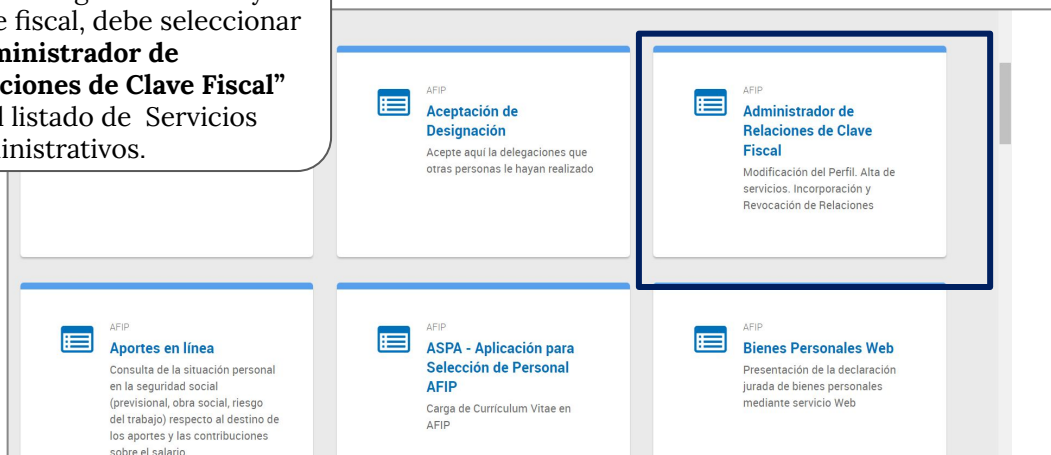 e fiscal, debe seleccionar
ministrador de
ciones de Clave Fiscal”
l listado de Servicios
inistrativos.
AFIP
Aceptación de
Designación
Acepte aquí la delegaciones que
otras personas le hayan realizado
AFIP
Administrador de
Relaciones de Clave
Fiscal
Modificación del Perfil. Alta de
servicios. Incorporación y
Revocación de Relaciones
AFIP
Aportes en línea
Consulta de la situación personal
en la seguridad social
(previsional, obra social, riesgo
del trabajo) respecto al destino de
los aportes y las contribuciones
sobre el salario
AFIP
ASPA - Aplicación para
Selección de Personal
AFIP
Carga de Currículum Vitae en
AFIP
AFIP
Bienes Personales Web
Presentación de la declaración
jurada de bienes personales
mediante servicio Web